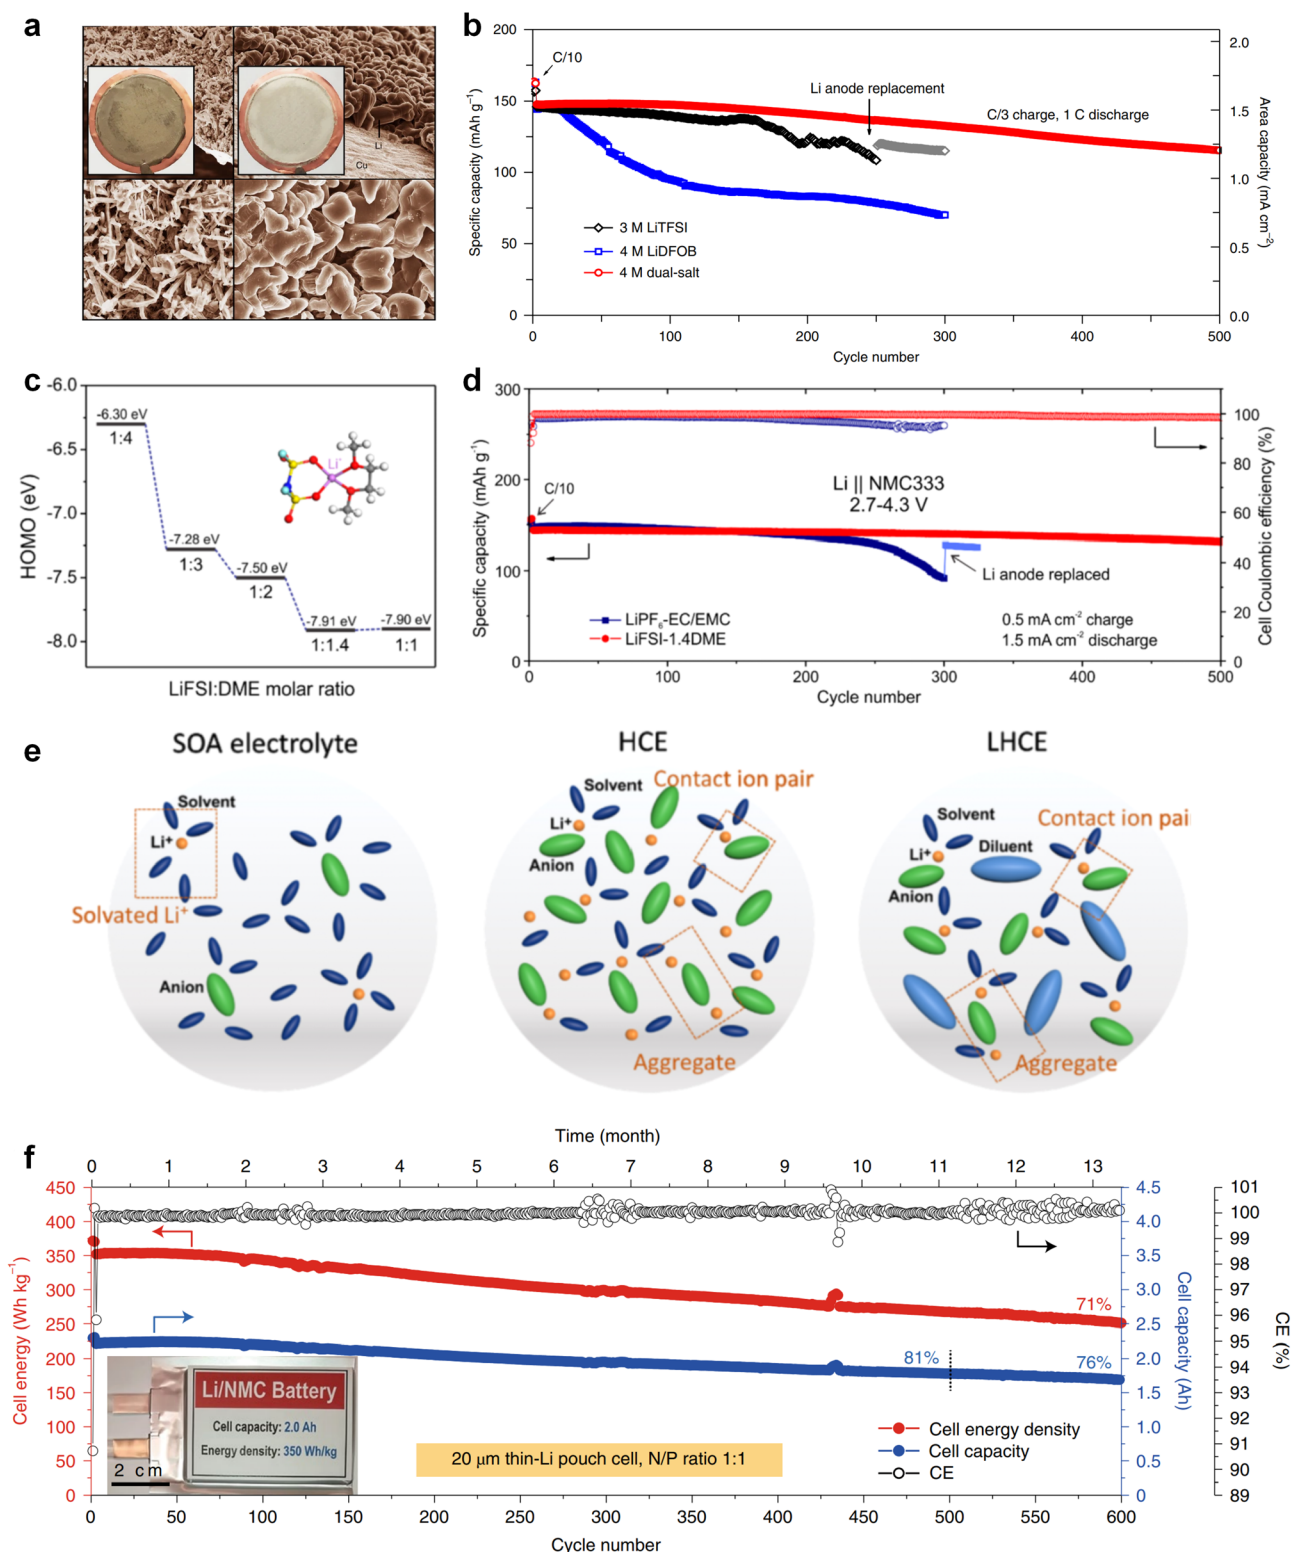 a
Li
Cu
b
200
150
100
50
0
Specific capacity (mAh g⁻¹)
C/10
Li anode replacement
C/3 charge, 1 C discharge
3 M LiTFSI
4 M LiDFOB
4 M dual-salt
2.0
1.5
1.0
0.5
0.0
Area capacity (mA cm⁻²)
0 100 200 300 400 500
Cycle number
c
-6.0
-6.5
-7.0
-7.5
-8.0
HOMO (eV)
-6.30 eV
1:4
-7.28 eV
1:3
-7.50 eV
1:2
-7.91 eV
1:1.4
-7.90 eV
1:1
LiFSI:DME molar ratio
d
300
200
100
0
Specific capacity (mAh g⁻¹)
C/10
Li || NMC333
2.7-4.3 V
Li anode replaced
LiPF₆-EC/EMC
LiFSI-1.4DME
0.5 mA cm⁻² charge
1.5 mA cm⁻² discharge
100
80
60
40
20
0
Cell Coulombic efficiency (%)
0 100 200 300 400 500
Cycle number
e
SOA electrolyte
Solvent
Li⁺
Solvated Li⁺
Anion
HCE
Solvent
Contact ion pair
Li⁺
Anion
Aggregate
LHCE
Solvent
Contact ion pai
Li⁺
Diluent
Anion
Aggregate
f
Time (month)
0 1 2 3 4 5 6 7 8 9 10 11 12 13
450
400
350
300
250
200
150
100
50
0
Cell energy (Wh kg⁻¹)
71%
81%
76%
Li/NMC Battery
Cell capacity: 2.0 Ah
Energy density: 350 Wh/kg
2 cm
20 μm thin-Li pouch cell, N/P ratio 1:1
Cell energy density
Cell capacity
CE
4.5
4.0
3.5
3.0
2.5
2.0
1.5
1.0
0.5
0
Cell capacity (Ah)
101
100
99
98
97
96
95
94
93
92
91
90
89
CE (%)
0 50 100 150 200 250 300 350 400 450 500 550 600
Cycle number